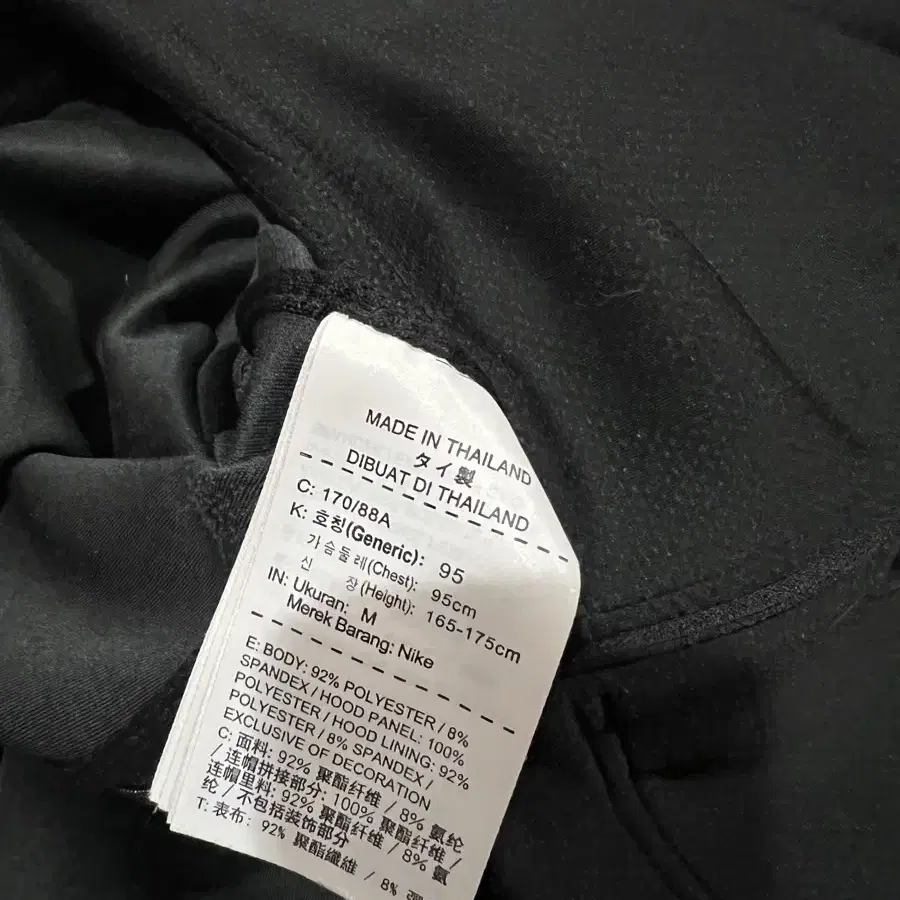 MADE IN THAILAND
タイ製
DIBUAT DI THAILAND
C: 170/88A
K: 호칭(Generic): 95
가슴둘레(Chest): 95cm
신 장(Height): 165-175cm
IN: Ukuran: M
Merek Barang: Nike
E: BODY: 92% POLYESTER / 8%
SPANDEX / HOOD PANEL: 100%
POLYESTER / HOOD LINING: 92%
POLYESTER / 8% SPANDEX /
EXCLUSIVE OF DECORATION
C: 面料: 92% 聚酯纤维 / 8% 氨纶
/ 连帽拼接部分: 100% 聚酯纤维 /
连帽里料: 92% 聚酯纤维 / 8% 氨
纶 / 不包括装饰部分
T: 表布: 92% 聚酯纖維 / 8%